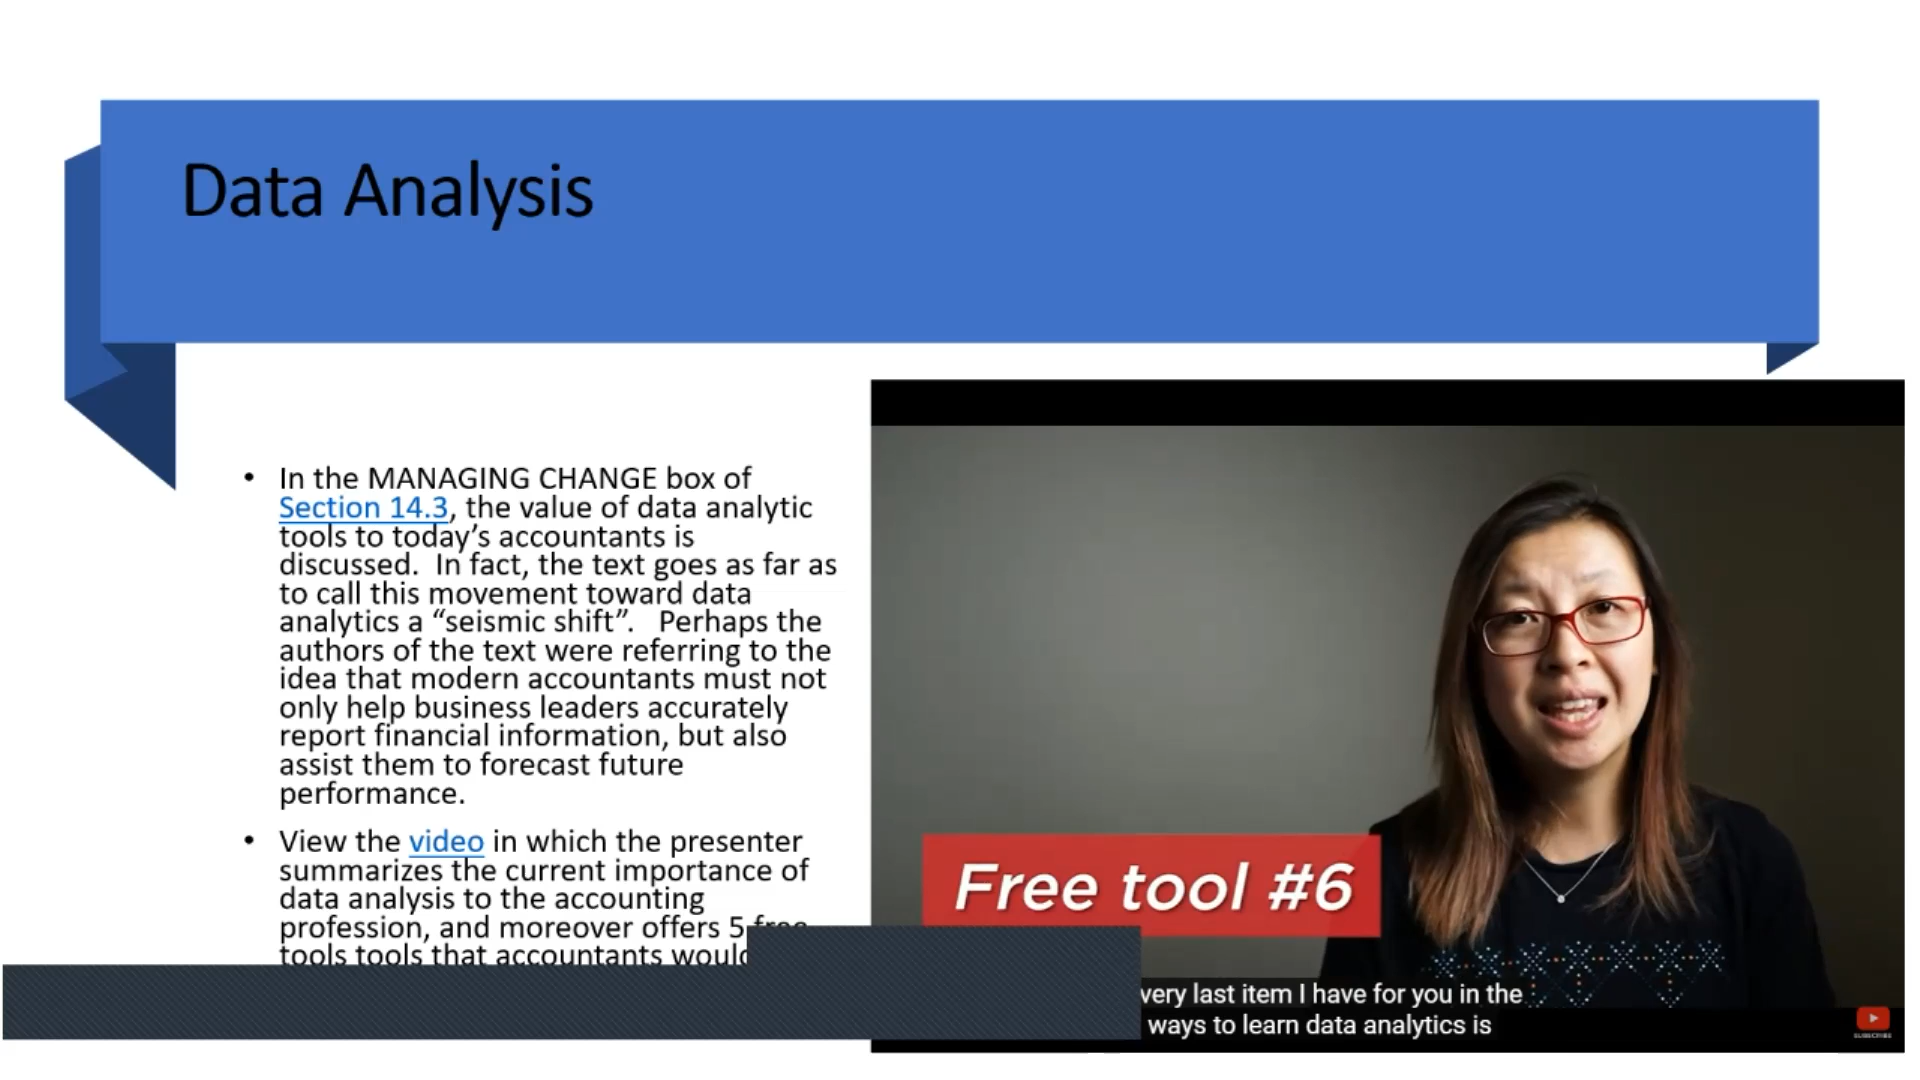 Data Analysis
• In the MANAGING CHANGE box of
Section 14.3, the value of data analytic
tools to today’s accountants is
discussed.  In fact, the text goes as far as
to call this movement toward data
analytics a “seismic shift”.   Perhaps the
authors of the text were referring to the
idea that modern accountants must not
only help business leaders accurately
report financial information, but also
assist them to forecast future
performance.
• View the video in which the presenter
summarizes the current importance of
data analysis to the accounting
profession, and moreover offers 5 free
tools tools that accountants would
Free tool #6
very last item I have for you in the
ways to learn data analytics is
SUBSCRIBE